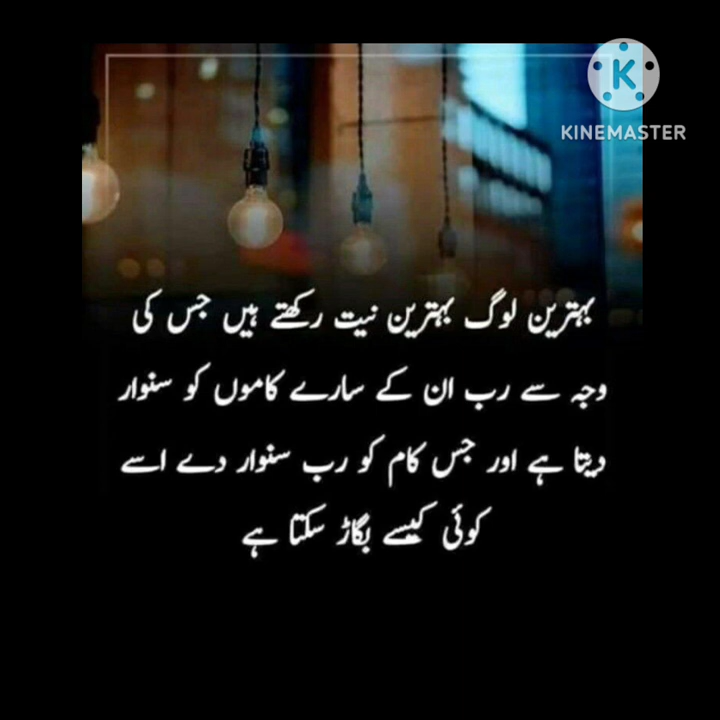 KINEMASTER
بہترین لوگ بہترین نیت رکھتے ہیں جس کی
وجہ سے رب ان کے سارے کاموں کو سنوار
دیتا ہے اور جس کام کو رب سنوار دے اسے
کوئی کیسے بگاڑ سکتا ہے